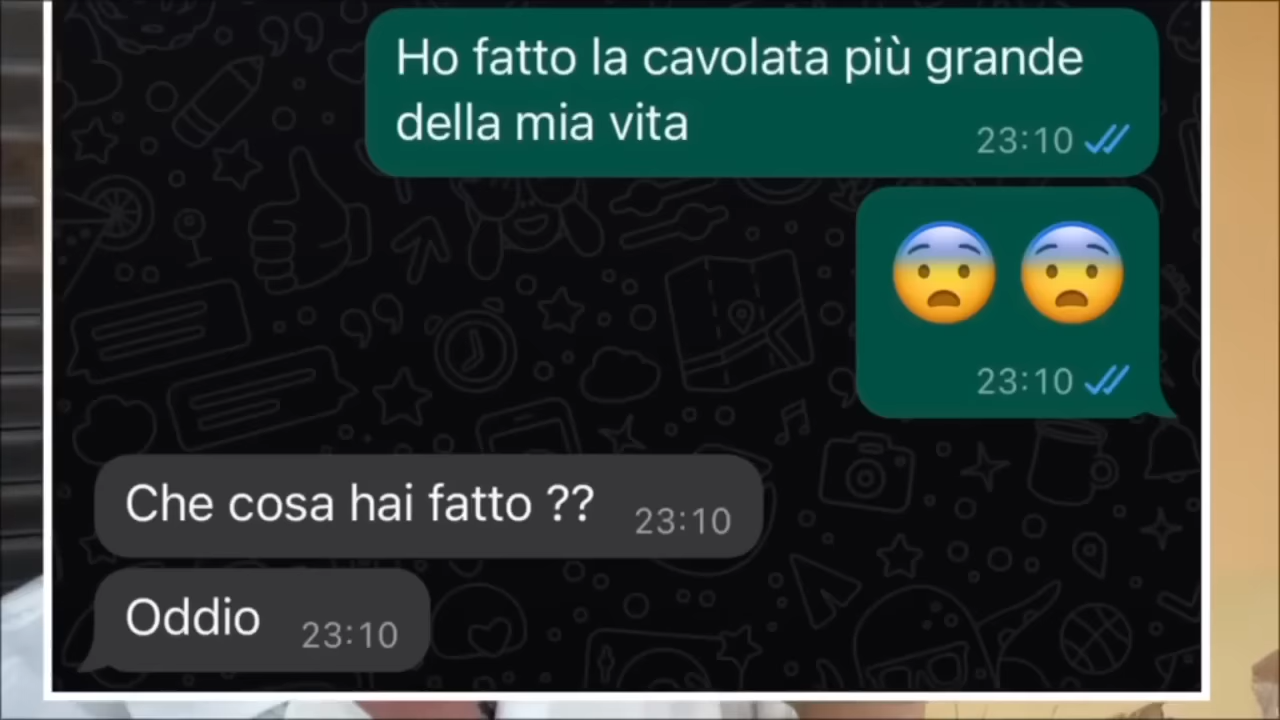 Ho fatto la cavolata più grande
della mia vita
23:10
😨 😨
23:10
Che cosa hai fatto ?? 23:10
Oddio 23:10